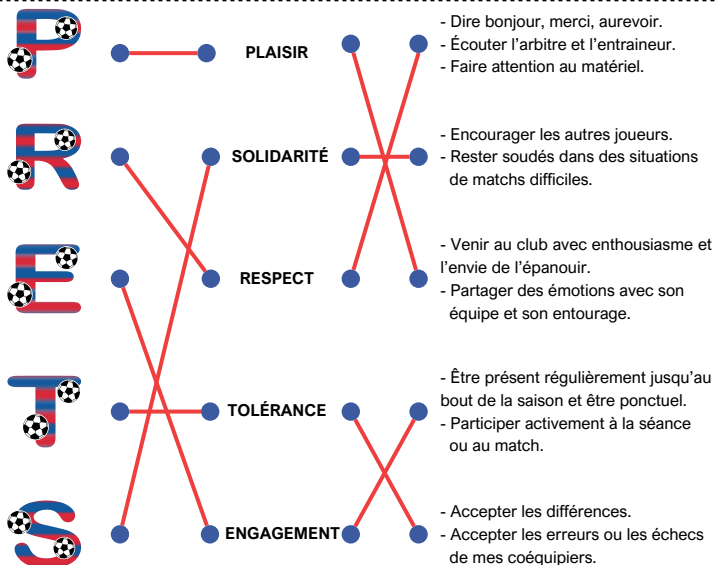 P
PLAISIR
- Dire bonjour, merci, aurevoir.
- Écouter l'arbitre et l'entraineur.
- Faire attention au matériel.
R
SOLIDARITÉ
- Encourager les autres joueurs.
- Rester soudés dans des situations
de matchs difficiles.
E
RESPECT
- Venir au club avec enthousiasme et
l'envie de l'épanouir.
- Partager des émotions avec son
équipe et son entourage.
T
TOLÉRANCE
- Être présent régulièrement jusqu'au
bout de la saison et être ponctuel.
- Participer activement à la séance
ou au match.
S
ENGAGEMENT
- Accepter les différences.
- Accepter les erreurs ou les échecs
de mes coéquipiers.